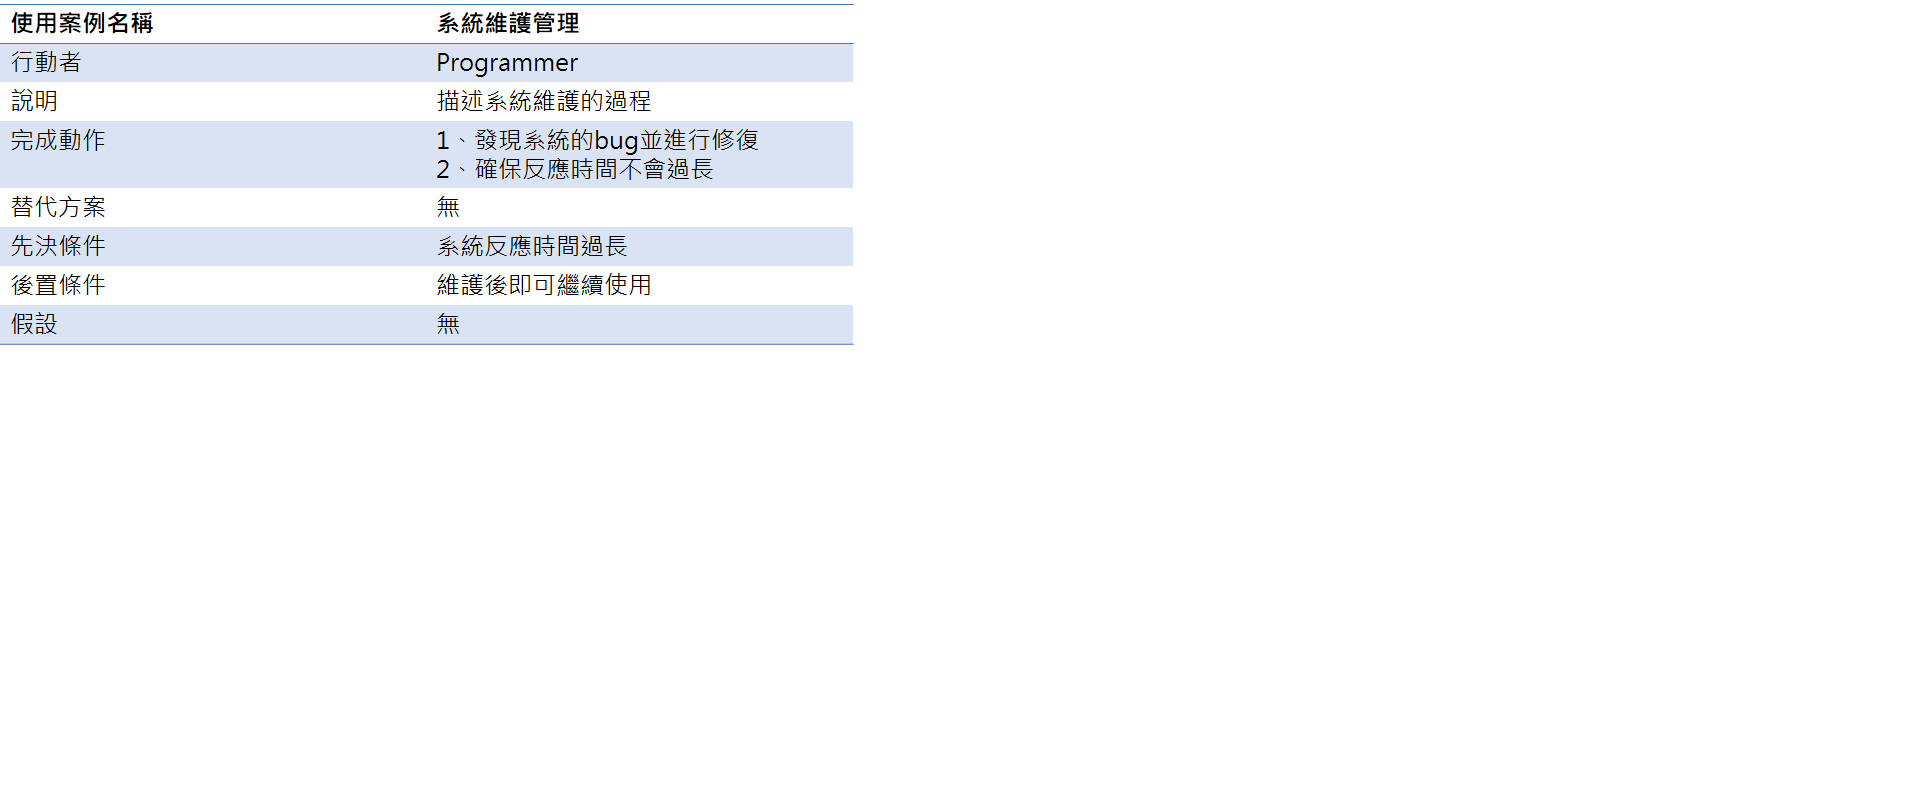 使用案例名稱 系統維護管理
行動者 Programmer
說明 描述系統維護的過程
完成動作 1、發現系統的bug並進行修復
2、確保反應時間不會過長
替代方案 無
先決條件 系統反應時間過長
後置條件 維護後即可繼續使用
假設 無